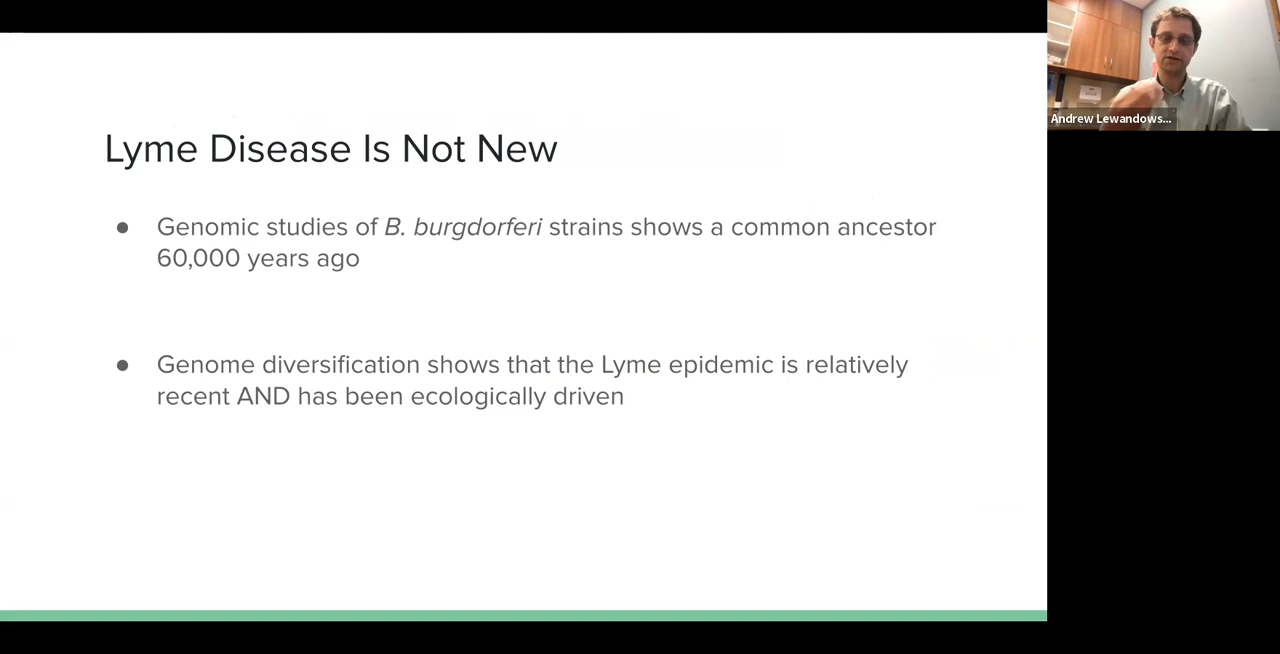 Lyme Disease Is Not New
● Genomic studies of B. burgdorferi strains shows a common ancestor
60,000 years ago
● Genome diversification shows that the Lyme epidemic is relatively
recent AND has been ecologically driven
Andrew Lewandows...